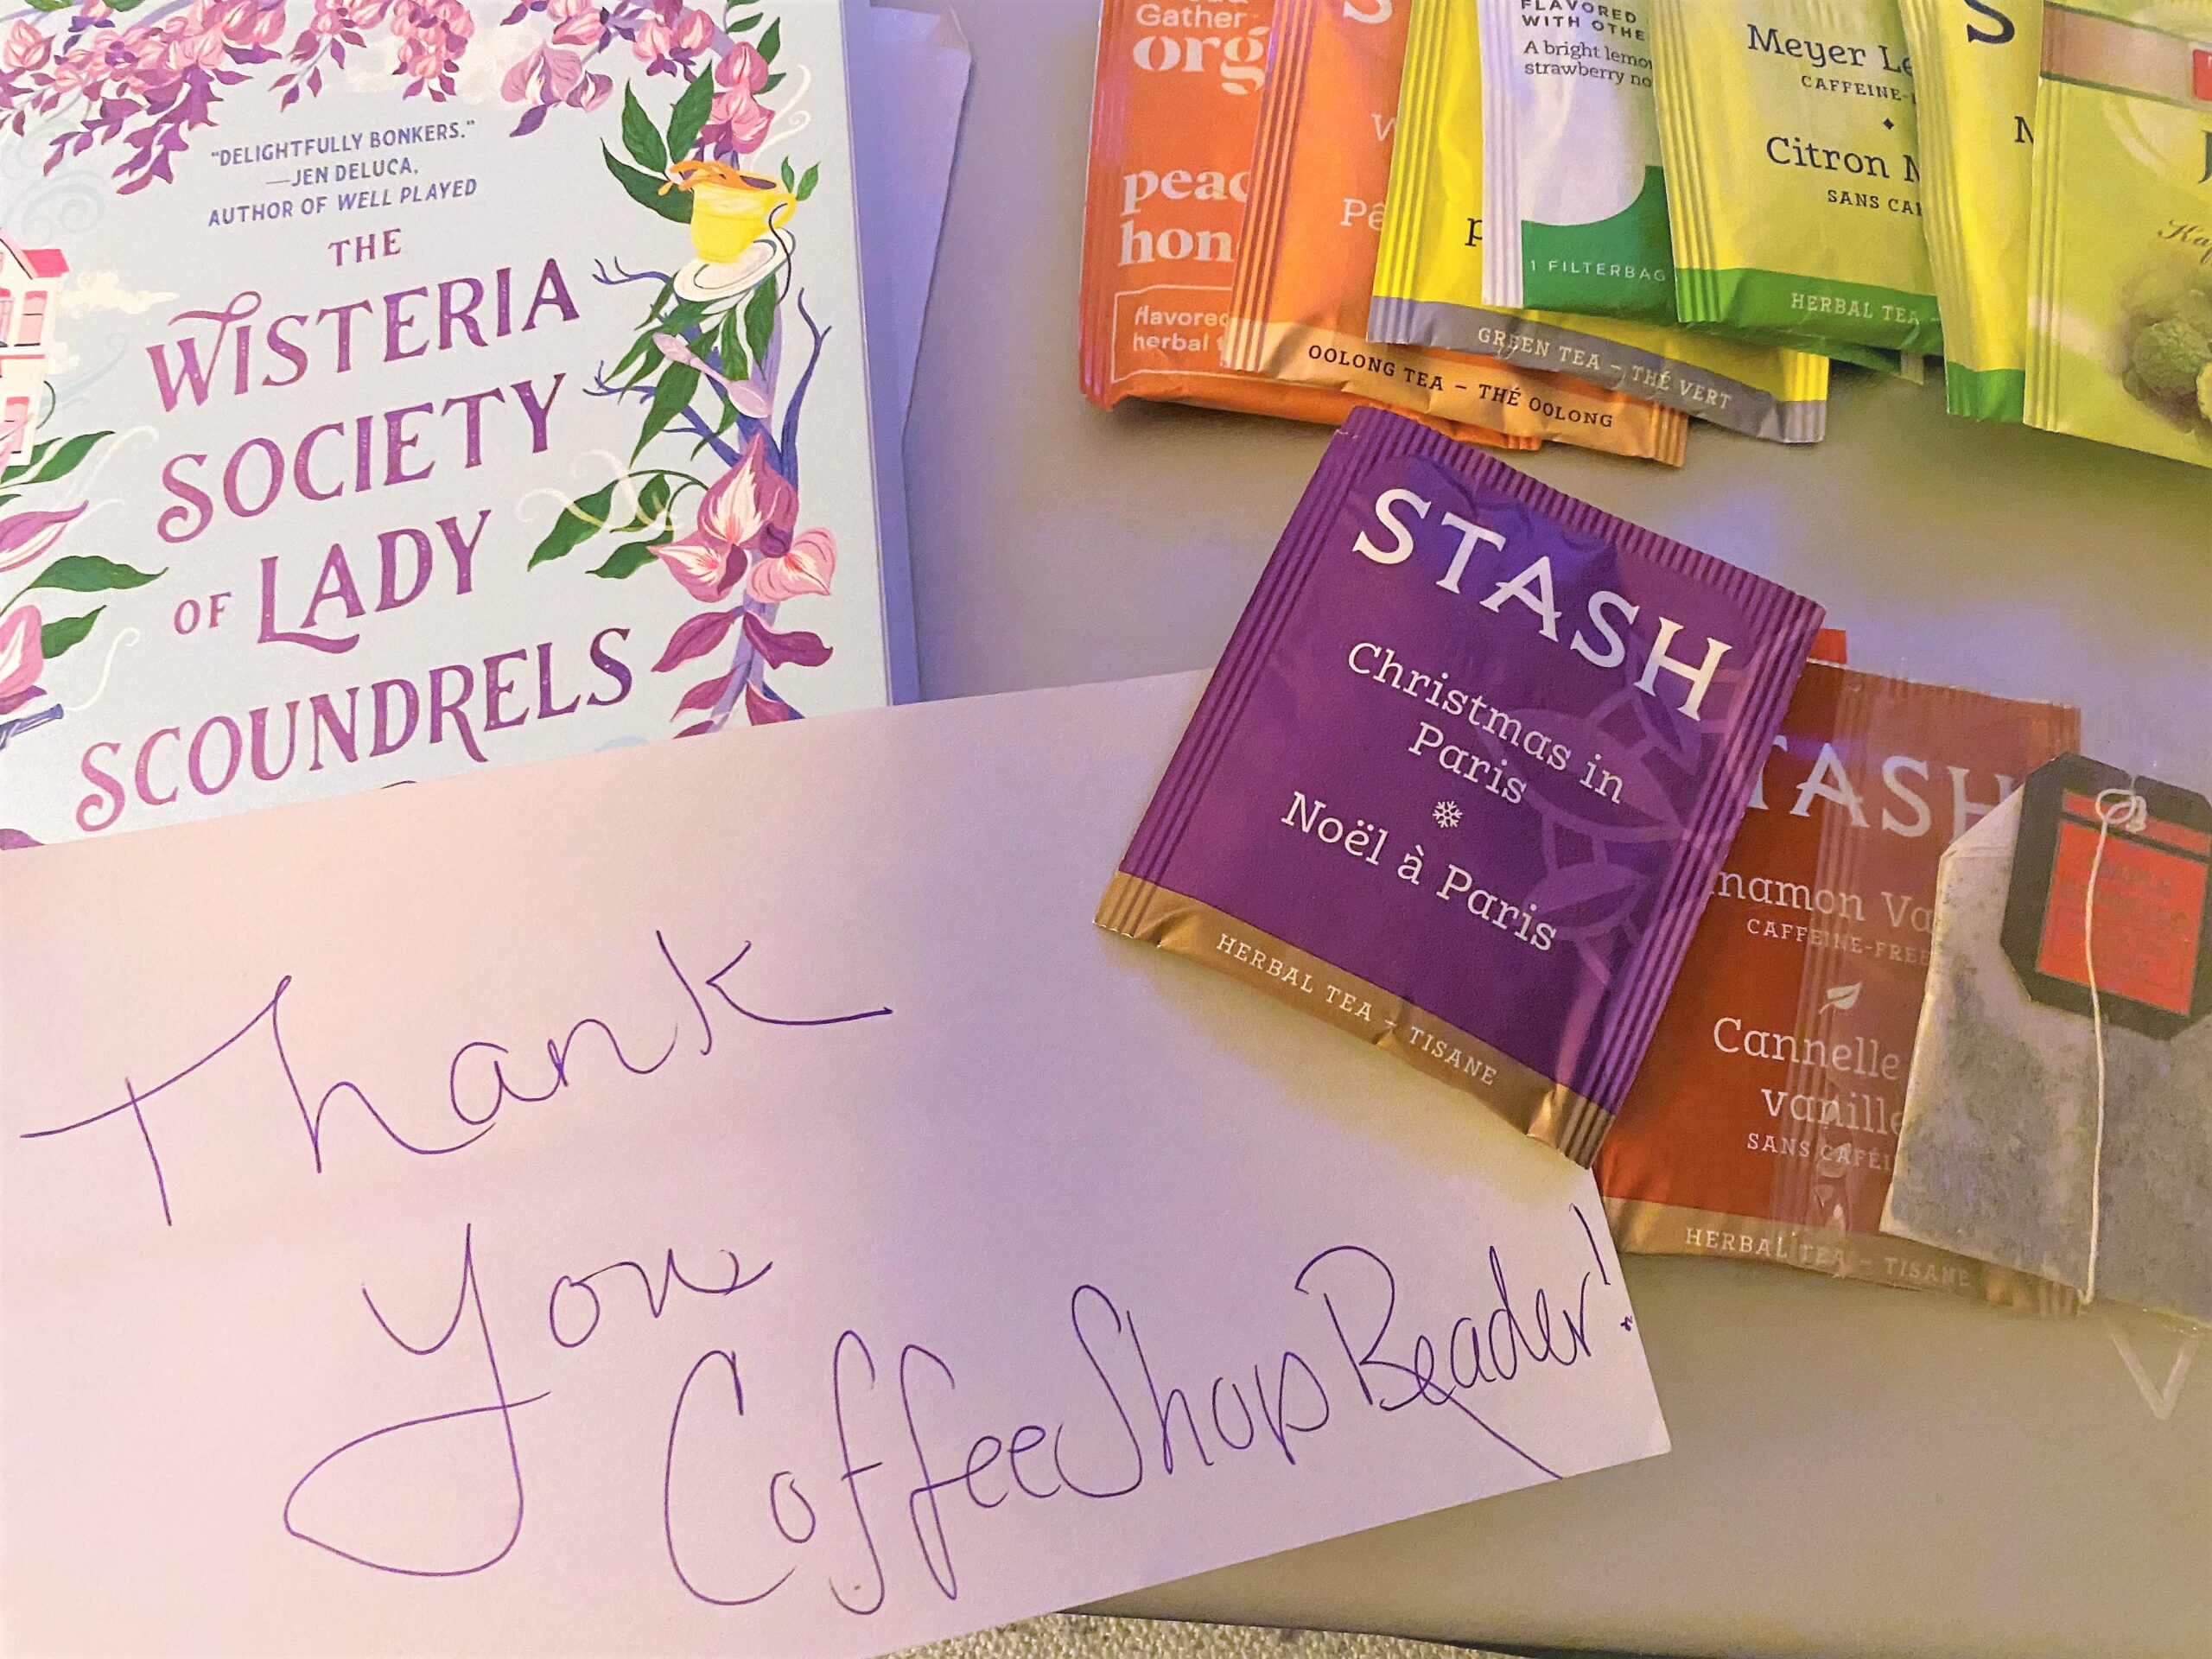 "DELIGHTFULLY BONKERS."
—JEN DELUCA,
AUTHOR OF WELL PLAYED
THE
WISTERIA
SOCIETY
OF LADY
SCOUNDRELS
Gather
org
peac
hon
flavored
herbal
OOLONG TEA – THÉ OOLONG
GREEN TEA – THÉ VERT
FLAVORED
WITH OTHE
A bright lemon
strawberry no
1 FILTERBAG
Meyer Le
CAFFEINE-
Citron
SANS CAF
HERBAL TEA –
STASH
Christmas in
Paris
Noël à Paris
HERBAL TEA – TISANE
TASH
nnamon Va
CAFFEINE-FREE
Cannelle
vanille
SANS CAFÉI
HERBAL TEA – TISANE
Thank
you
CoffeeShopReader!